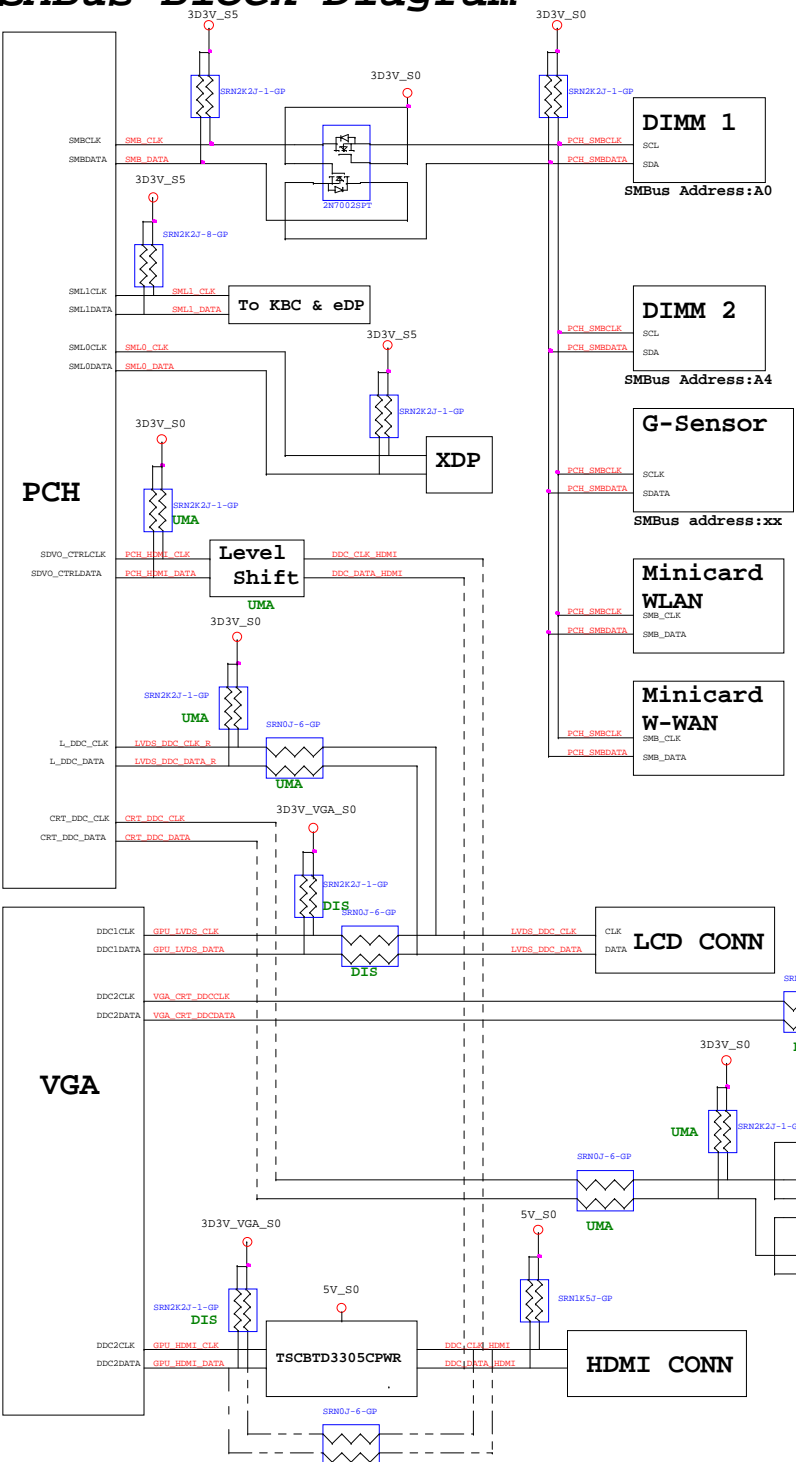 SMBus Block Diagram
3D3V_S5
3D3V_S0
3D3V_S0
SRN2K2J-1-GP
SRN2K2J-1-GP
DIMM 1
SMBCLK
SMB_CLK
PCH_SMBCLK
SCL
SMBDATA
SMB_DATA
PCH_SMBDATA
SDA
3D3V_S5
2N7002SPT
SMBus Address:A0
SRN2K2J-8-GP
SML1CLK
SML1_CLK
SML1DATA
SML1_DATA
To KBC & eDP
DIMM 2
PCH_SMBCLK
SCL
PCH_SMBDATA
SDA
SMBus Address:A4
SML0CLK
SML0_CLK
SML0DATA
SML0_DATA
3D3V_S5
SRN2K2J-1-GP
XDP
G-Sensor
PCH_SMBCLK
SCLK
PCH_SMBDATA
SDATA
SMBus address:xx
3D3V_S0
PCH
SRN2K2J-1-GP
UMA
SDVO_CTRLCLK
PCH_HDMI_CLK
SDVO_CTRLDATA
PCH_HDMI_DATA
Level
Shift
UMA
DDC_CLK_HDMI
DDC_DATA_HDMI
Minicard
WLAN
PCH_SMBCLK
SMB_CLK
PCH_SMBDATA
SMB_DATA
3D3V_S0
SRN2K2J-1-GP
UMA
SRN0J-6-GP
Minicard
W-WAN
PCH_SMBCLK
SMB_CLK
PCH_SMBDATA
SMB_DATA
L_DDC_CLK
LVDS_DDC_CLK_R
L_DDC_DATA
LVDS_DDC_DATA_R
UMA
CRT_DDC_CLK
CRT_DDC_CLK
CRT_DDC_DATA
CRT_DDC_DATA
3D3V_VGA_S0
SRN2K2J-1-GP
DIS
SRN0J-6-GP
DDC1CLK
GPU_LVDS_CLK
DDC1DATA
GPU_LVDS_DATA
DIS
LVDS_DDC_CLK
CLK
LVDS_DDC_DATA
DATA
LCD CONN
DDC2CLK
VGA_CRT_DDCCLK
DDC2DATA
VGA_CRT_DDCDATA
VGA
3D3V_S0
UMA
SRN2K2J-1-G
SRN0J-6-GP
UMA
3D3V_VGA_S0
5V_S0
5V_S0
SRN2K2J-1-GP
DIS
SRN1K5J-GP
DDC2CLK
GPU_HDMI_CLK
DDC2DATA
GPU_HDMI_DATA
TSCBTD3305CPWR
DDC_CLK_HDMI
DDC_DATA_HDMI
HDMI CONN
SRN0J-6-GP